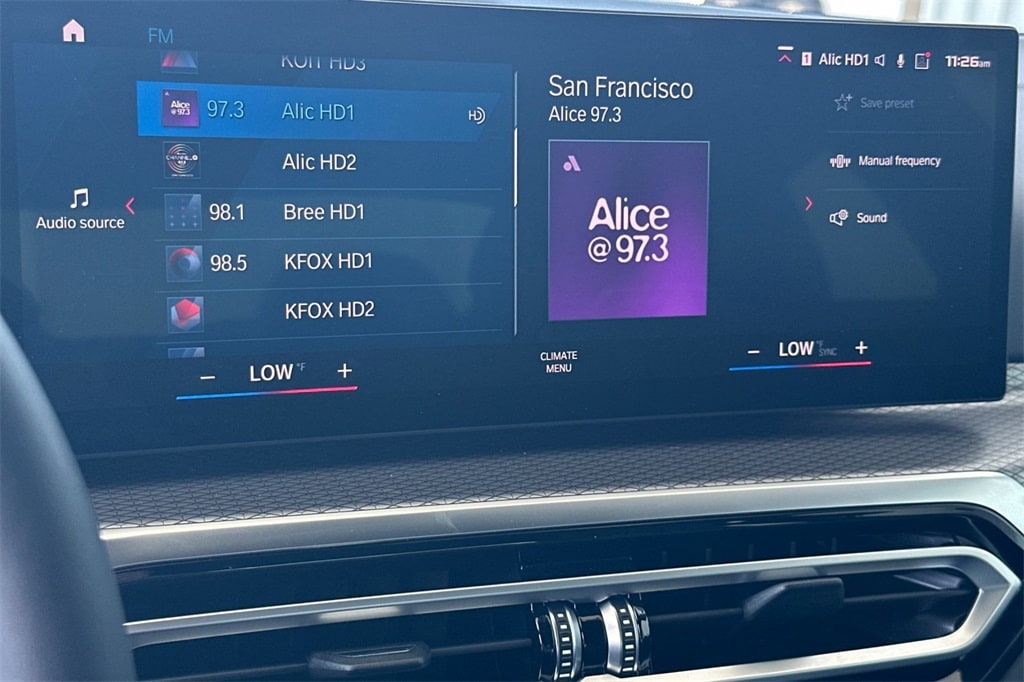 FM
1 Alic HD1 11:26am
KOIT HD3
Alice @ 97.3 97.3 Alic HD1 HD
Alic HD2
98.1 Bree HD1
98.5 KFOX HD1
KFOX HD2
Audio source
San Francisco
Alice 97.3
Alice
@ 97.3
Save preset
Manual frequency
Sound
− LOW °F +
CLIMATE
MENU
− LOW °F SYNC +